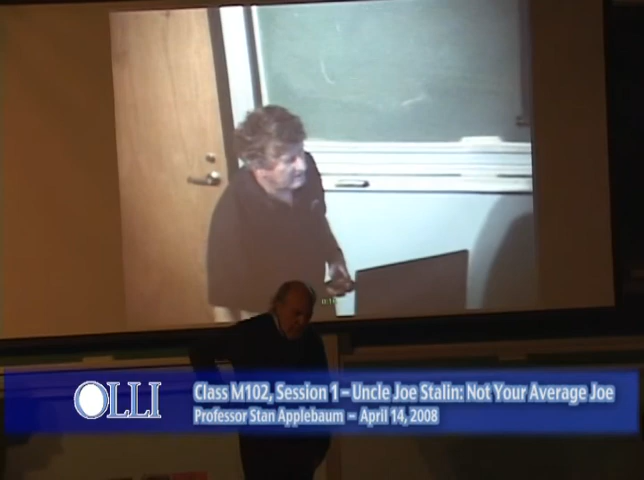 OLLI
Class M102, Session 1 – Uncle Joe Stalin: Not Your Average Joe
Professor Stan Applebaum – April 14, 2008